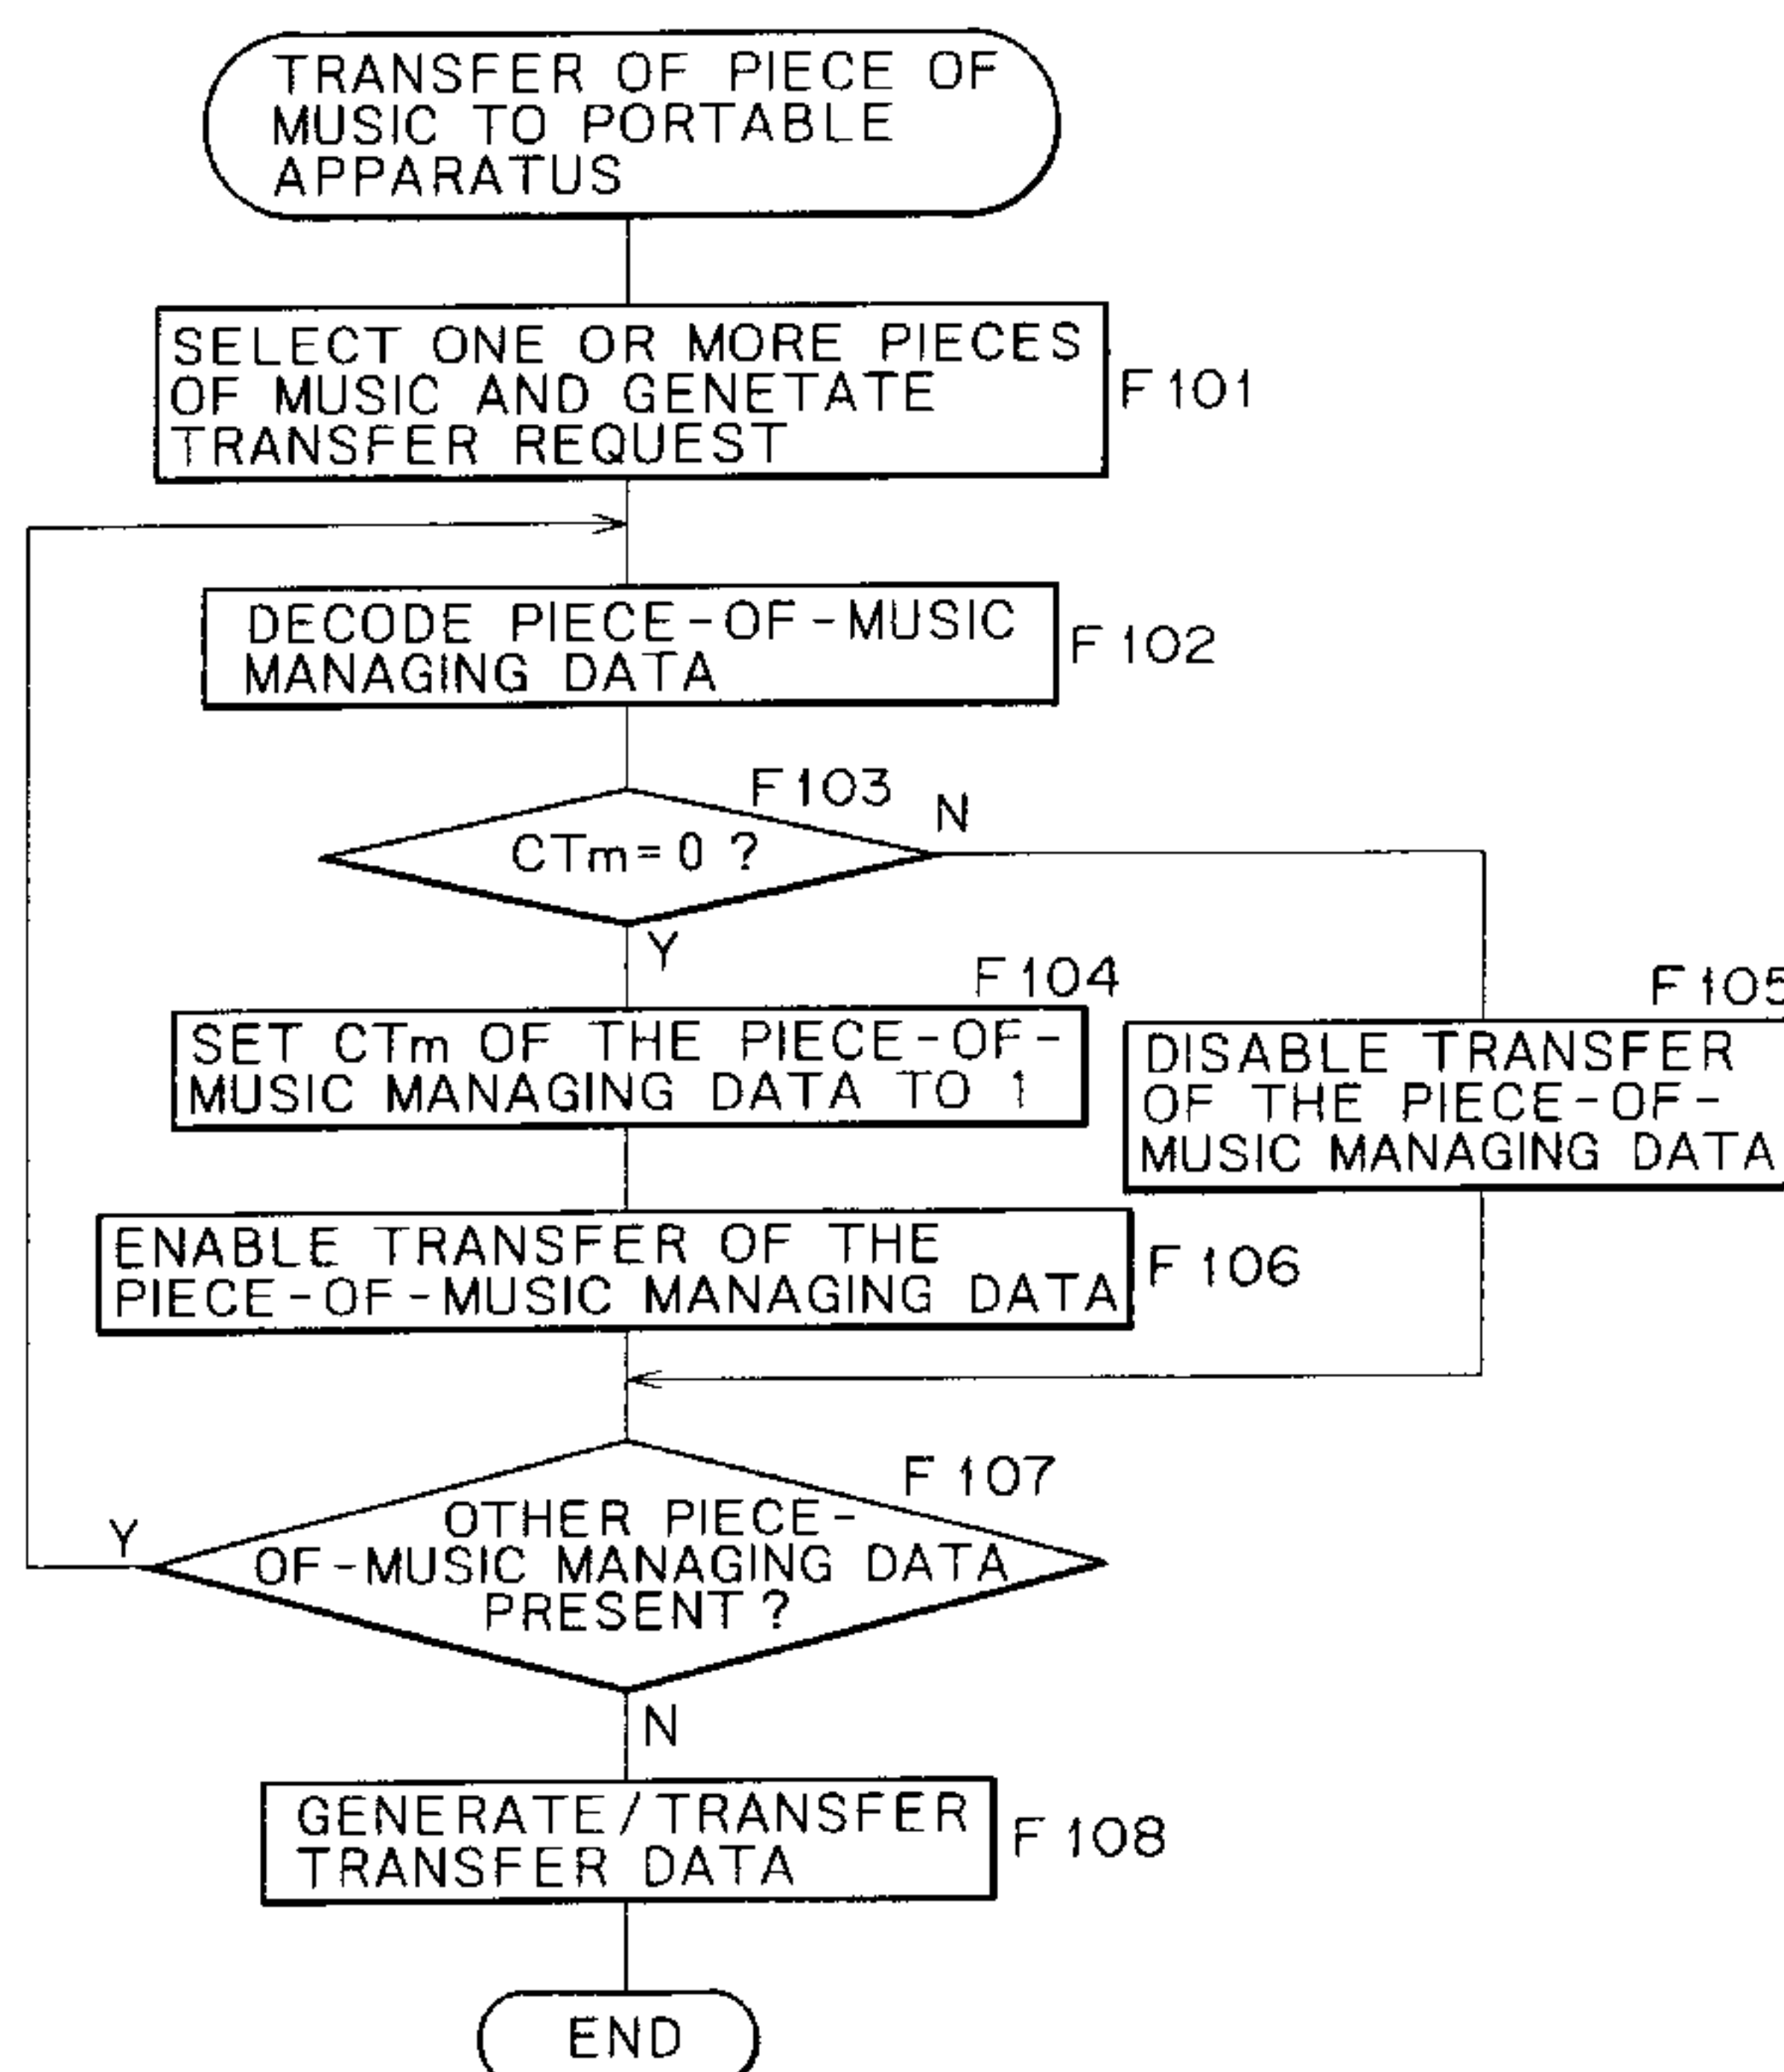 TRANSFER OF PIECE OF
MUSIC TO PORTABLE
APPARATUS
SELECT ONE OR MORE PIECES
OF MUSIC AND GENETATE
TRANSFER REQUEST
F101
DECODE PIECE-OF-MUSIC
MANAGING DATA
F102
F103
N
CTm=0 ?
Y
F104
SET CTm OF THE PIECE-OF-
MUSIC MANAGING DATA TO 1
F105
DISABLE TRANSFER
OF THE PIECE-OF-
MUSIC MANAGING DATA
ENABLE TRANSFER OF THE
PIECE-OF-MUSIC MANAGING DATA
F106
F107
Y
OTHER PIECE-
OF-MUSIC MANAGING DATA
PRESENT ?
N
GENERATE/TRANSFER
TRANSFER DATA
F108
END